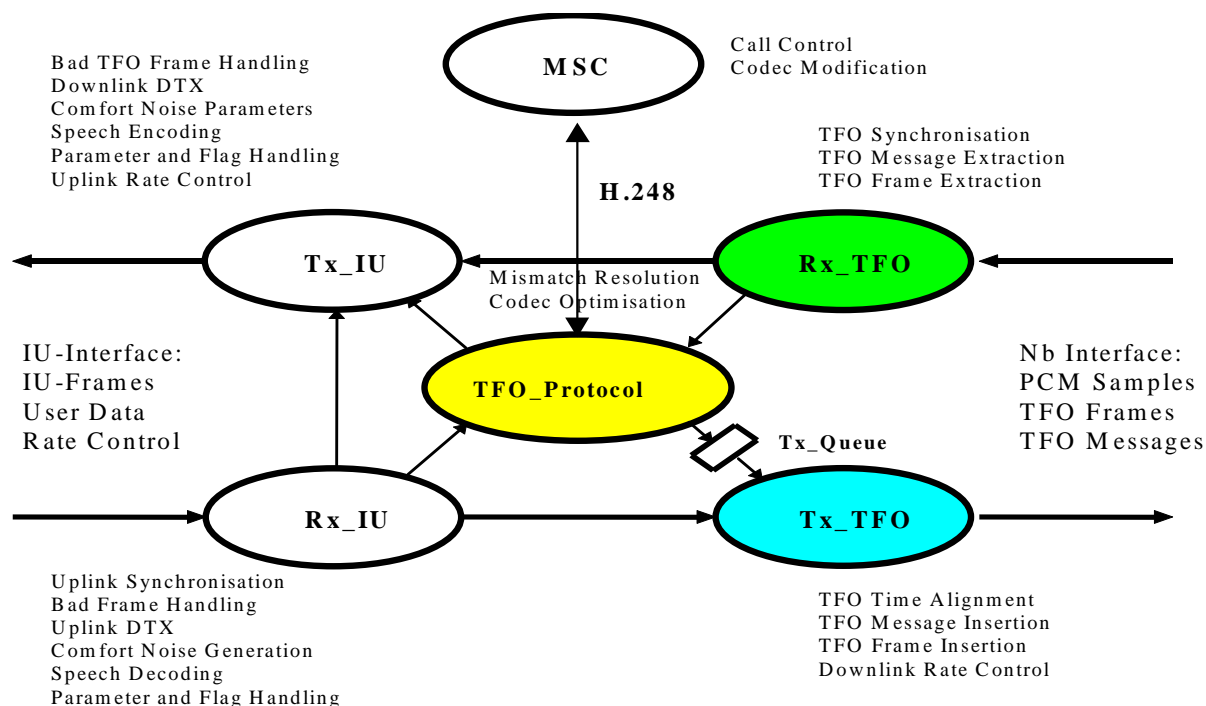 Bad TFO Frame Handling
Downlink DTX
Comfort Noise Parameters
Speech Encoding
Parameter and Flag Handling
Uplink Rate Control
MSC
Call Control
Codec Modification
TFO Synchronisation
TFO Message Extraction
TFO Frame Extraction
H.248
Tx_IU
Rx_TFO
Mismatch Resolution
Codec Optimisation
IU-Interface:
IU-Frames
User Data
Rate Control
TFO_Protocol
Nb Interface:
PCM Samples
TFO Frames
TFO Messages
Tx_Queue
Rx_IU
Tx_TFO
Uplink Synchronisation
Bad Frame Handling
Uplink DTX
Comfort Noise Generation
Speech Decoding
Parameter and Flag Handling
TFO Time Alignment
TFO Message Insertion
TFO Frame Insertion
Downlink Rate Control